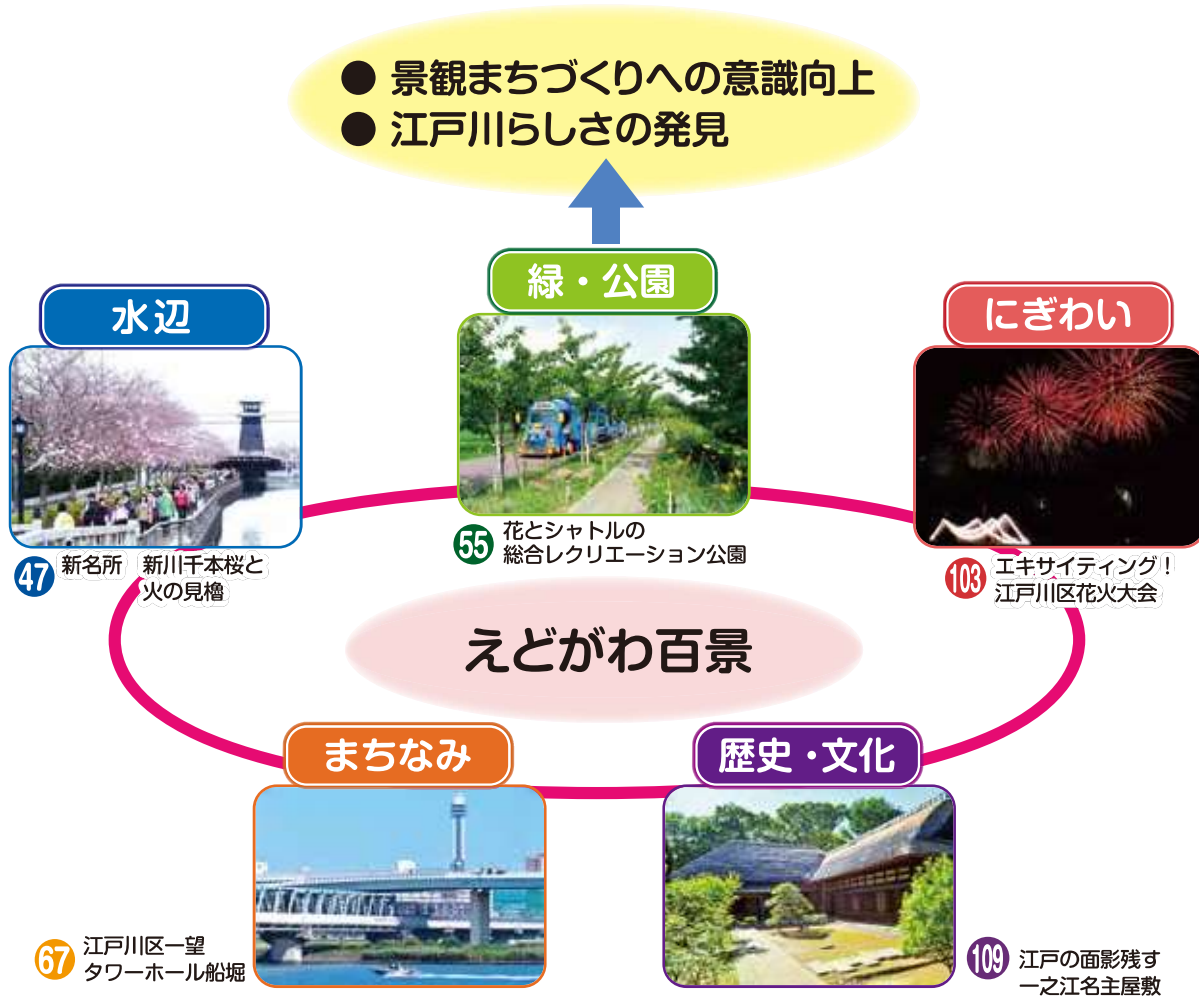 ● 景観まちづくりへの意識向上
● 江戸川らしさの発見
緑・公園
水辺
にぎわい
55 花とシャトルの
総合レクリエーション公園
47 新名所　新川千本桜と
火の見櫓
103 エキサイティング！
江戸川区花火大会
えどがわ百景
まちなみ
歴史・文化
67 江戸川区一望
タワーホール船堀
109 江戸の面影残す
一之江名主屋敷